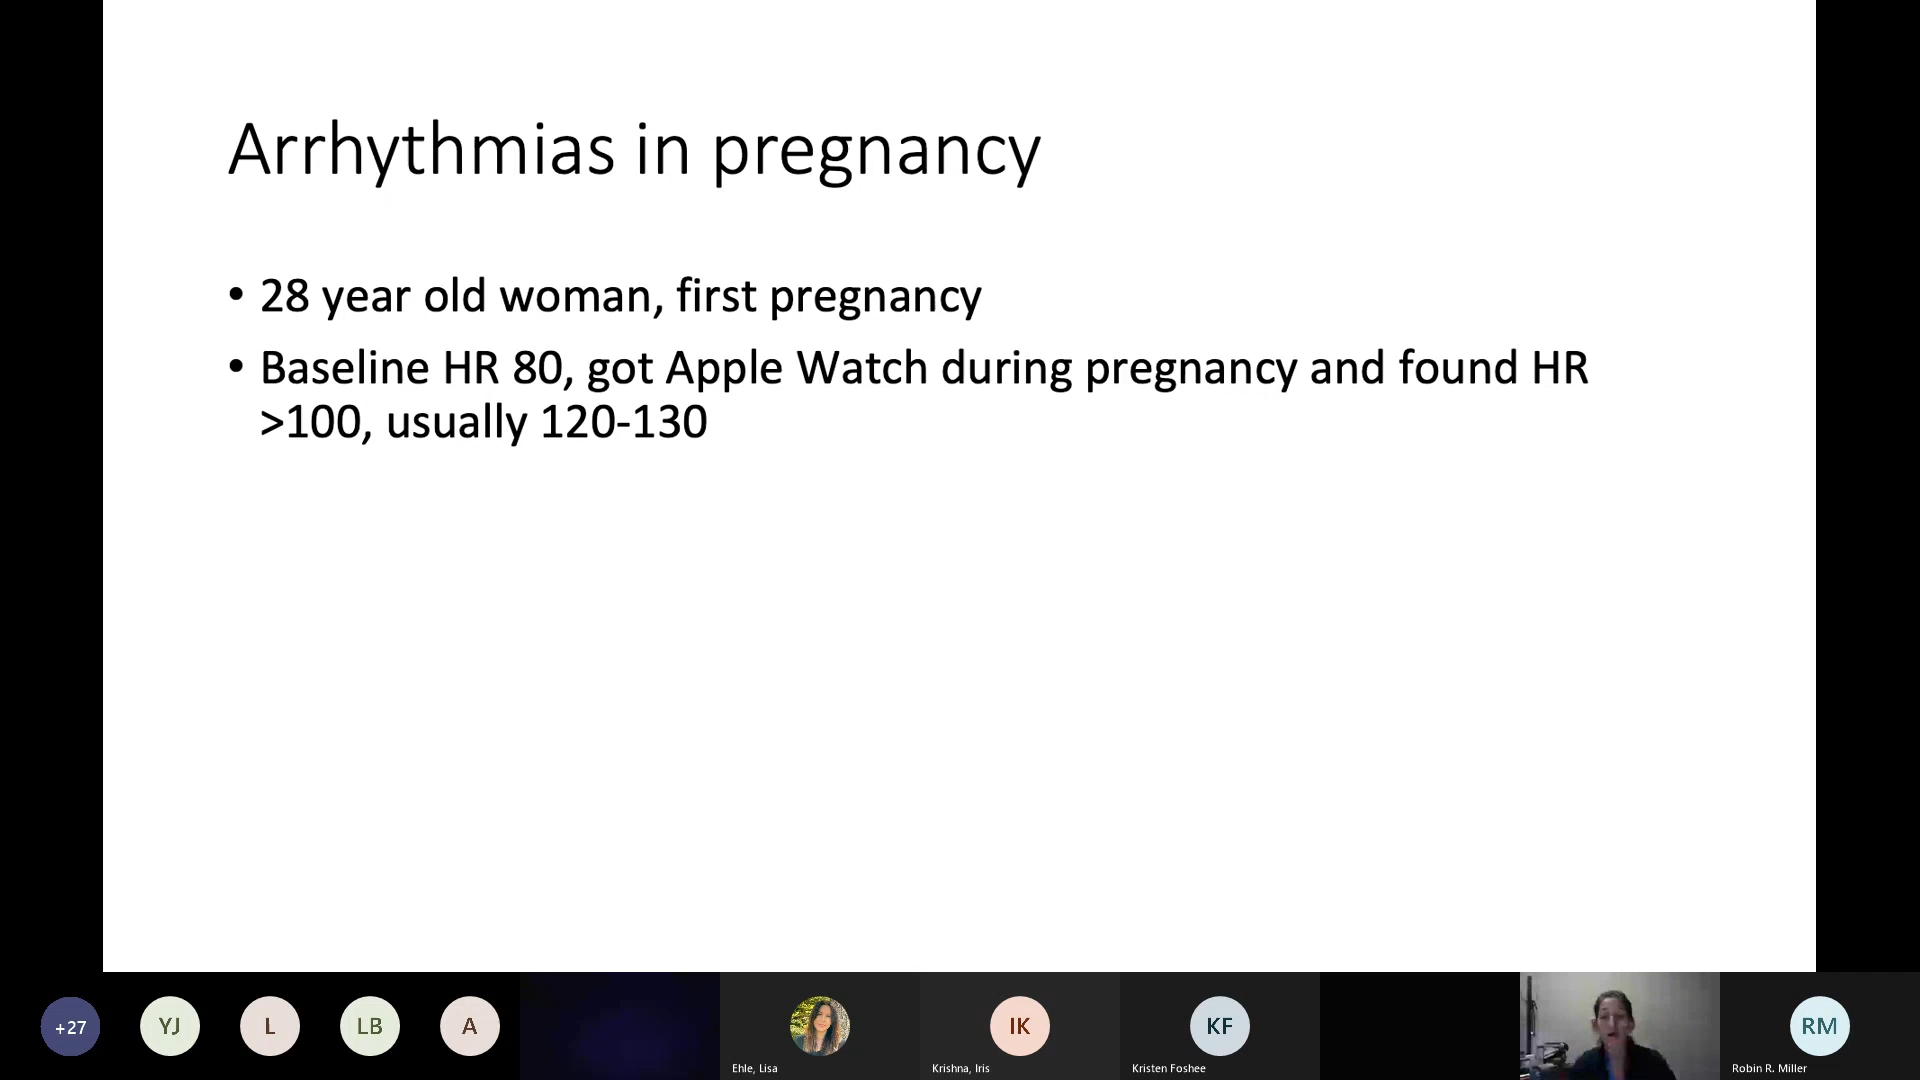 Arrhythmias in pregnancy
• 28 year old woman, first pregnancy
• Baseline HR 80, got Apple Watch during pregnancy and found HR
>100, usually 120-130
+27
YJ
L
LB
A
Ehle, Lisa
IK
Krishna, Iris
KF
Kristen Foshee
RM
Robin R. Miller